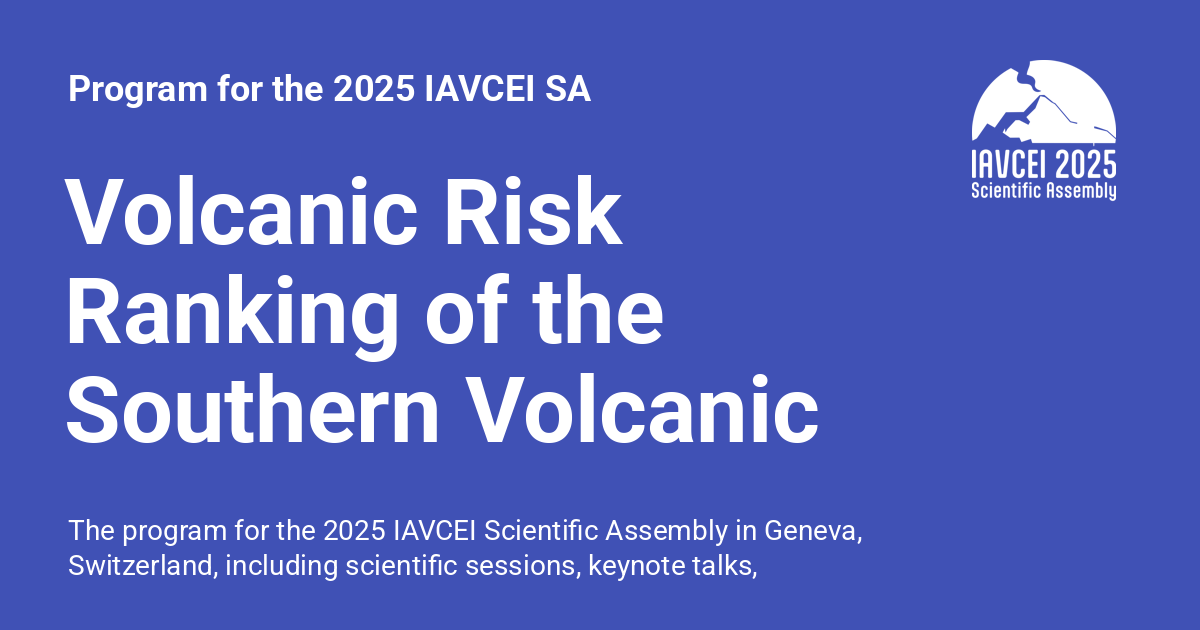 Program for the 2025 IAVCEI SA
IAVCEI 2025
Scientific Assembly
Volcanic Risk
Ranking of the
Southern Volcanic
The program for the 2025 IAVCEI Scientific Assembly in Geneva,
Switzerland, including scientific sessions, keynote talks,